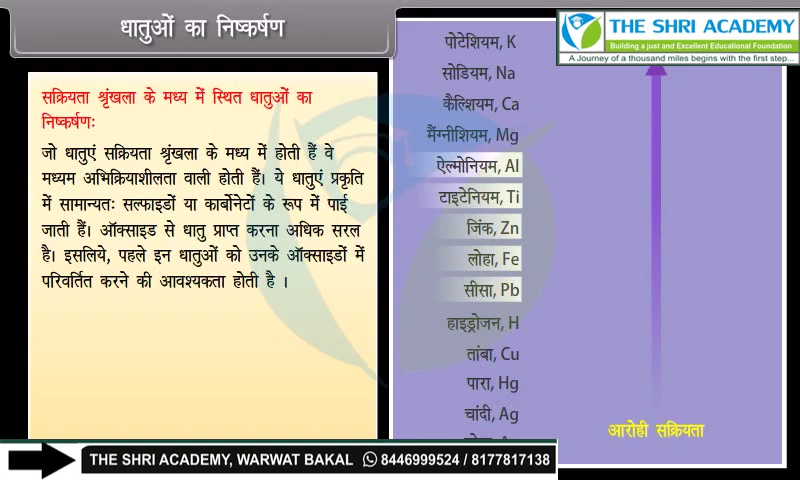 धातुओं का निष्कर्षण
सक्रियता श्रृंखला के मध्य में स्थित धातुओं का
निष्कर्षणः
जो धातुएं सक्रियता श्रृंखला के मध्य में होती हैं वे
मध्यम अभिक्रियाशीलता वाली होती हैं। ये धातुएं प्रकृति
में सामान्यतः सल्फाइडों या कार्बोनेटों के रूप में पाई
जाती हैं। ऑक्साइड से धातु प्राप्त करना अधिक सरल
है। इसलिये, पहले इन धातुओं को उनके ऑक्साइडों में
परिवर्तित करने की आवश्यकता होती है ।
पोटेशियम, K
सोडियम, Na
कैल्शियम, Ca
मैंग्नीशियम, Mg
ऐल्मोनियम, Al
टाइटेनियम, Ti
जिंक, Zn
लोहा, Fe
सीसा, Pb
हाइड्रोजन, H
तांबा, Cu
पारा, Hg
चांदी, Ag
आरोही सक्रियता
THE SHRI ACADEMY
Building a just and Excellent Educational Foundation
A Journey of a thousand miles begins with the first step...
THE SHRI ACADEMY, WARWAT BAKAL 8446999524 / 8177817138